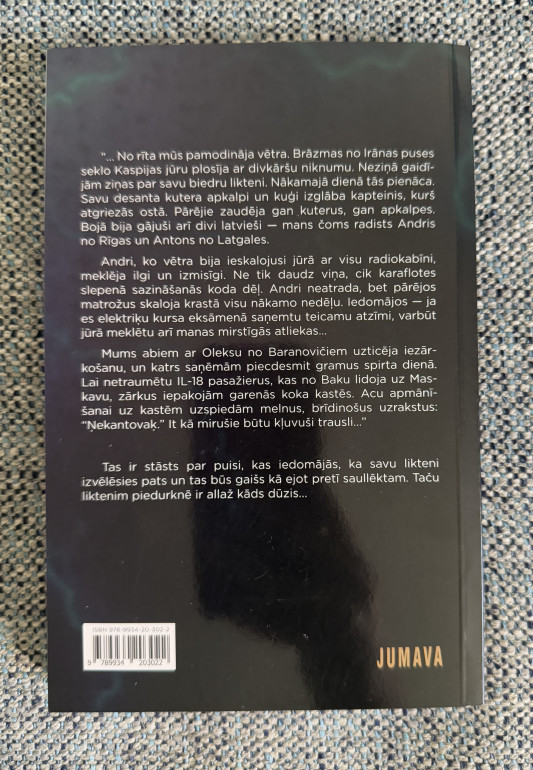 "... No rīta mūs pamodināja vētra. Brāzmas no Irānas puses
seklo Kaspijas jūru plosīja ar divkāršu niknumu. Neziņā gaidī-
jām ziņas par savu biedru likteni. Nākamajā dienā tās pienāca.
Savu desanta kutera apkalpi un kuģi izglāba kapteinis, kurš
atgriezās ostā. Pārējie zaudēja gan kuterus, gan apkalpes.
Bojā bija gājuši arī divi latvieši — mans čoms radists Andris
no Rīgas un Antons no Latgales.
Andri, ko vētra bija ieskalojusi jūrā ar visu radiokabīni,
meklēja ilgi un izmisīgi. Ne tik daudz viņa, cik karaflotes
slepenā sazināšanās koda dēļ. Andri neatrada, bet pārējos
matrožus skaloja krastā visu nākamo nedēļu. Iedomājos — ja
es elektriķu kursa eksāmenā saņemtu teicamu atzīmi, varbūt
jūrā meklētu arī manas mirstīgās atliekas...
Mums abiem ar Oleksu no Baranovičiem uzticēja iezār-
košanu, un katrs saņēmām piecdesmit gramus spirta dienā.
Lai netraumētu IL-18 pasažierus, kas no Baku lidoja uz Mas-
kavu, zārkus iepakojām garenās koka kastēs. Acu apmānī-
šanai uz kastēm uzspiedām melnus, brīdinošus uzrakstus:
"Ņekantovaķ." It kā mirušie būtu kļuvuši trausli..."
Tas ir stāsts par puisi, kas iedomājās, ka savu likteni
izvēlēsies pats un tas būs gaišs kā ejot pretī saullēktam. Taču
liktenim piedurknē ir allaž kāds dūzis...
ISBN 978-9934-20-302-2
9 789934 203022
JUMAVA